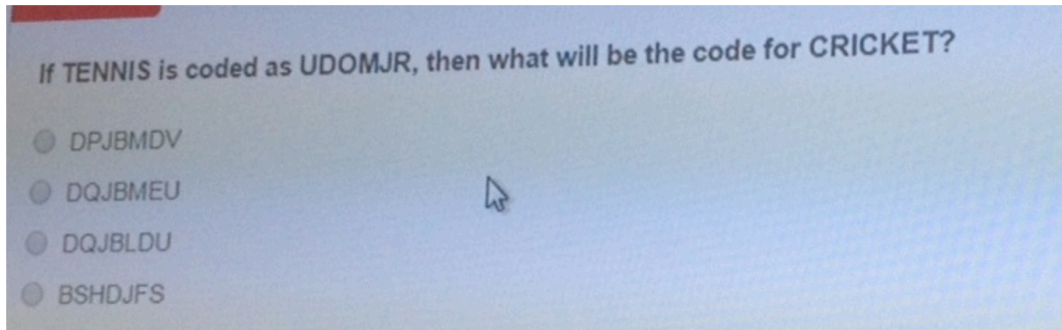 If TENNIS is coded as UDOMJR, then what will be the code for CRICKET?
DPJBMDV
DQJBMEU
DQJBLDU
BSHDJFS